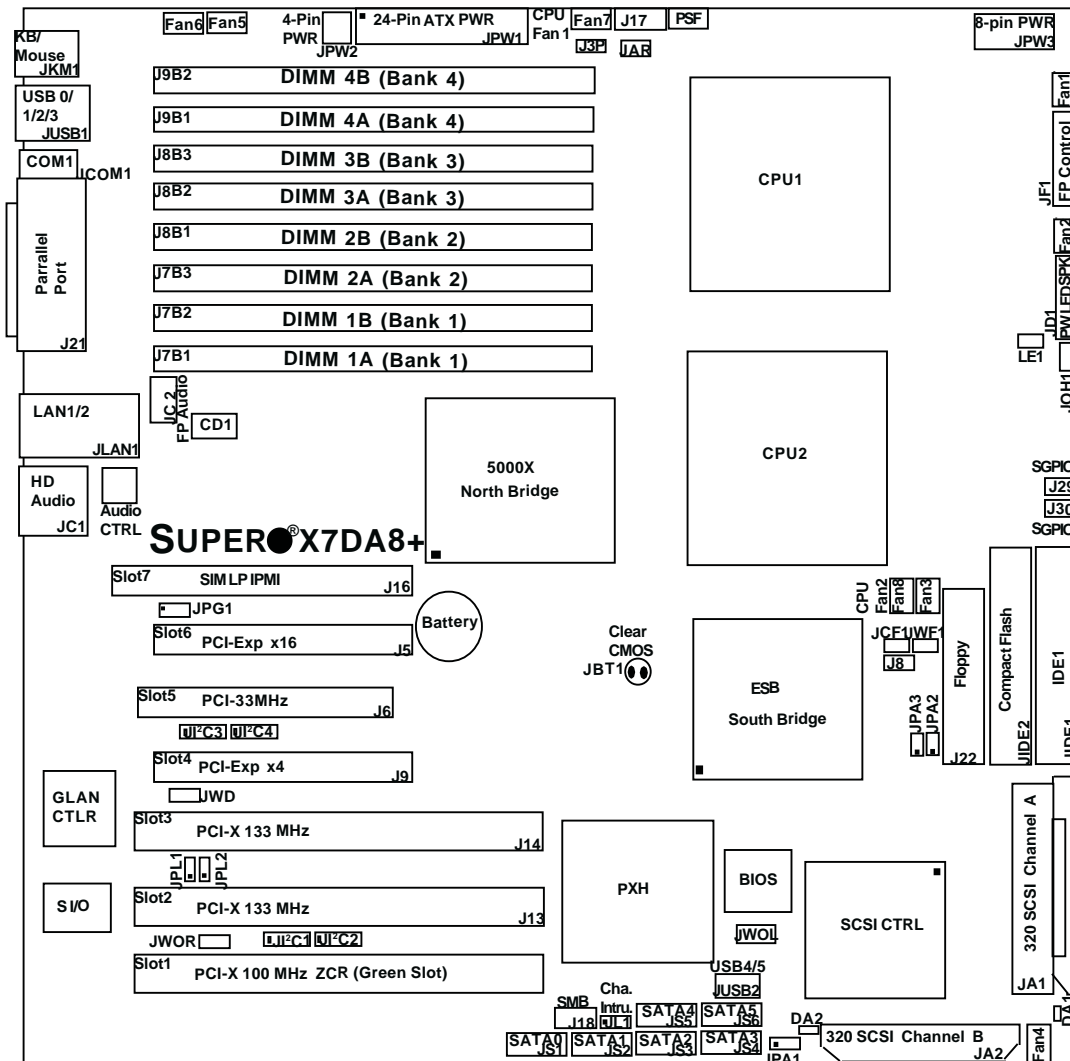 Fan6
Fan5
4-Pin
PWR
JPW2
24-Pin ATX PWR
JPW1
CPU
Fan 1
Fan7
J3P
J17
JAR
PSF
8-pin PWR
JPW3
KB/
Mouse
JKM1
USB 0/
1/2/3
JUSB1
COM1
JCOM1
Parrallel
Port
J21
J9B2
DIMM 4B (Bank 4)
J9B1
DIMM 4A (Bank 4)
J8B3
DIMM 3B (Bank 3)
J8B2
DIMM 3A (Bank 3)
J8B1
DIMM 2B (Bank 2)
J7B3
DIMM 2A (Bank 2)
J7B2
DIMM 1B (Bank 1)
J7B1
DIMM 1A (Bank 1)
CPU1
Fan1
FP Control
JF1
Fan2
PWLEDSPK
JD1
LE1
JOH1
LAN1/2
JLAN1
JC 2
FP Audio
CD1
HD
Audio
JC1
Audio
CTRL
5000X
North Bridge
CPU2
SGPIO
J29
J30
SGPIO
SUPER®X7DA8+
Slot7
SIM LP IPMI
J16
JPG1
Slot6
PCI-Exp x16
J5
Battery
Clear
CMOS
JBT1
CPU
Fan2
Fan8
Fan3
JCF1
JWF1
J8
JPA3
JPA2
Floppy
J22
Compact Flash
JIDE2
IDE1
JIDE1
ESB
South Bridge
Slot5
PCI-33MHz
J6
JI²C3
JI²C4
Slot4
PCI-Exp x4
J9
JWD
GLAN
CTLR
Slot3
PCI-X 133 MHz
J14
JPL1
JPL2
S I/O
Slot2
PCI-X 133 MHz
J13
JWOR
JI²C1
JI²C2
Slot1
PCI-X 100 MHz ZCR (Green Slot)
PXH
BIOS
JWOL
SCSI CTRL
320 SCSI Channel A
JA1
DA1
USB4/5
JUSB2
SMB
J18
Cha.
Intru.
JL1
SATA4
JS5
SATA5
JS6
SATA0
JS1
SATA1
JS2
SATA2
JS3
SATA3
JS4
DA2
JPA1
320 SCSI Channel B
JA2
Fan4